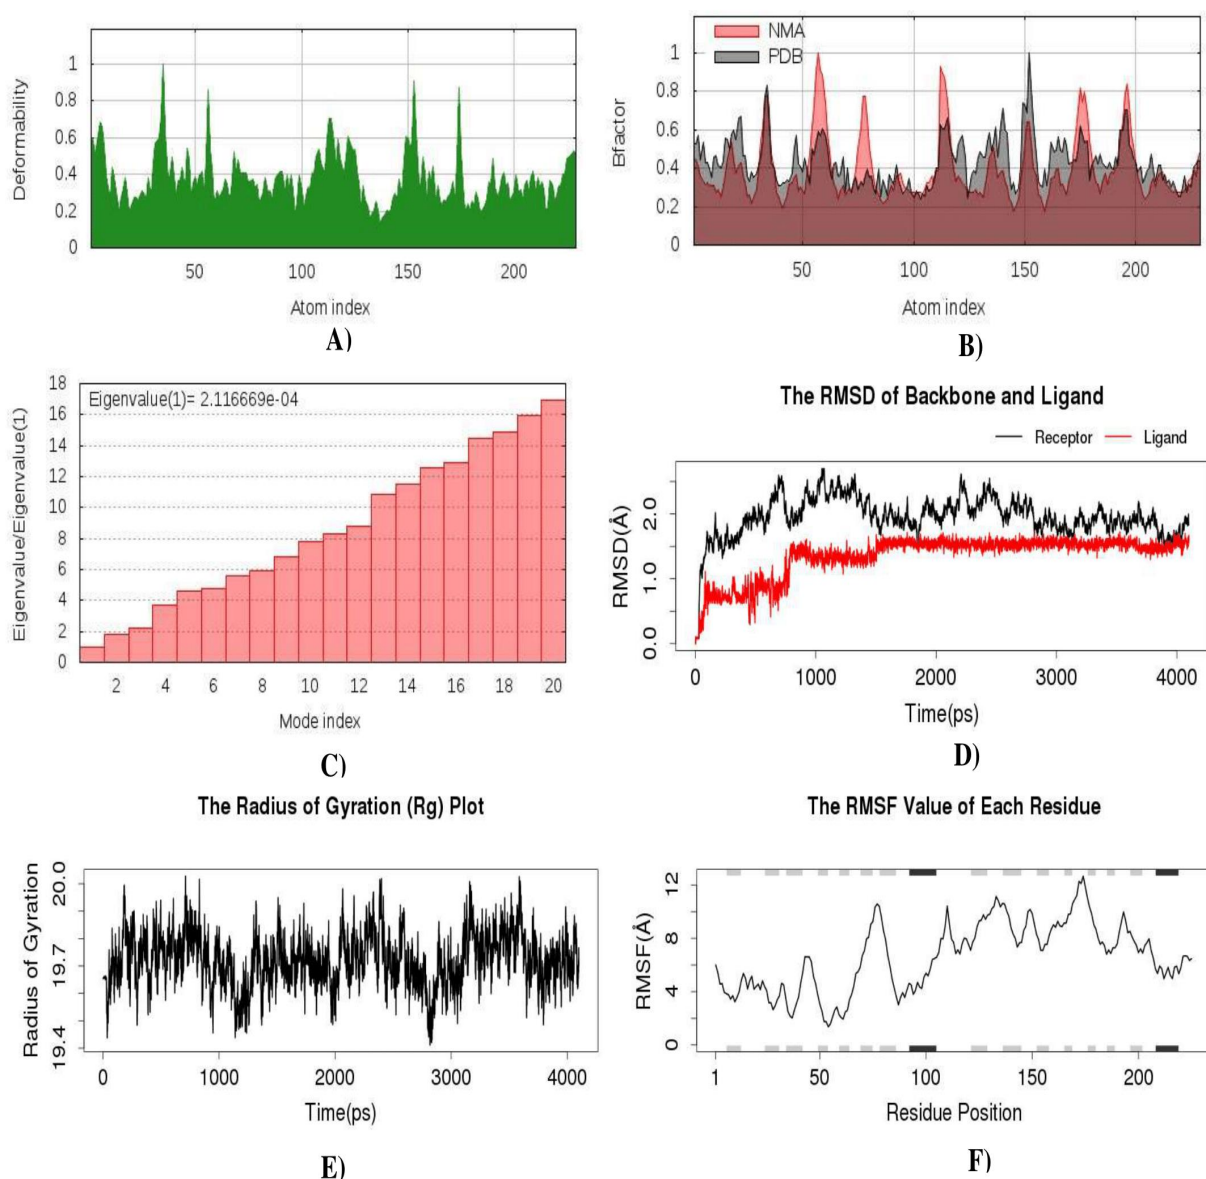 Deformability
1
0.8
0.6
0.4
0.2
0
50 100 150 200
Atom index
A)
Bfactor
NMA
PDB
1
0.8
0.6
0.4
0.2
0
50 100 150 200
Atom index
B)
Eigenvalue/Eigenvalue(1)
Eigenvalue(1)= 2.116669e-04
18
16
14
12
10
8
6
4
2
0
2 4 6 8 10 12 14 16 18 20
Mode index
C)
The RMSD of Backbone and Ligand
Receptor Ligand
RMSD(Å)
2.0
1.0
0.0
0 1000 2000 3000 4000
Time(ps)
D)
The Radius of Gyration (Rg) Plot
Radius of Gyration
20.0
19.7
19.4
0 1000 2000 3000 4000
Time(ps)
E)
The RMSF Value of Each Residue
RMSF(Å)
12
8
4
0
1 50 100 150 200
Residue Position
F)